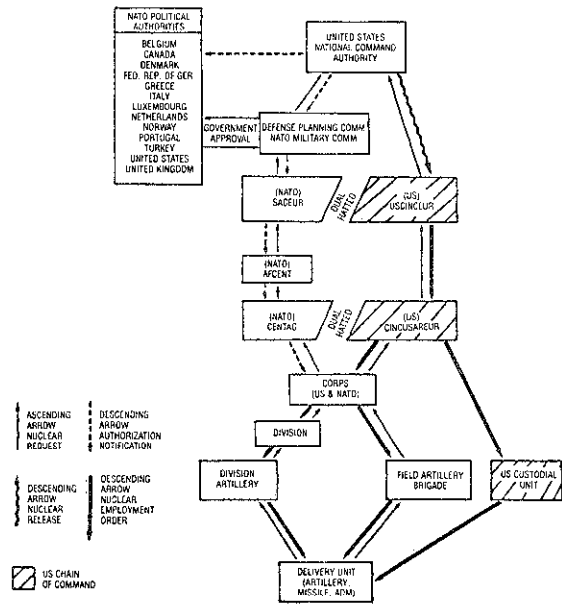 NATO POLITICAL
AUTHORITIES
BELGIUM
CANADA
DENMARK
FED. REP. OF GER
GREECE
ITALY
LUXEMBOURG
NETHERLANDS
NORWAY
PORTUGAL
TURKEY
UNITED STATES
UNITED KINGDOM
UNITED STATES
NATIONAL COMMAND
AUTHORITY
GOVERNMENT
APPROVAL
DEFENSE PLANNING COMM
NATO MILITARY COMM
(NATO)
SACEUR
DUAL
HATTED
(US)
USCINCEUR
(NATO)
AFCENT
(NATO)
CENTAG
DUAL
HATTED
(US)
CINCUSAREUR
CORPS
(US & NATO)
DIVISION
DIVISION
ARTILLERY
FIELD ARTILLERY
BRIGADE
US CUSTODIAL
UNIT
DELIVERY UNIT
(ARTILLERY,
MISSILE, ADM)
ASCENDING
ARROW
NUCLEAR
REQUEST
DESCENDING
ARROW
AUTHORIZATION
NOTIFICATION
DESCENDING
ARROW
NUCLEAR
RELEASE
DESCENDING
ARROW
NUCLEAR
EMPLOYMENT
ORDER
US CHAIN
OF COMMAND